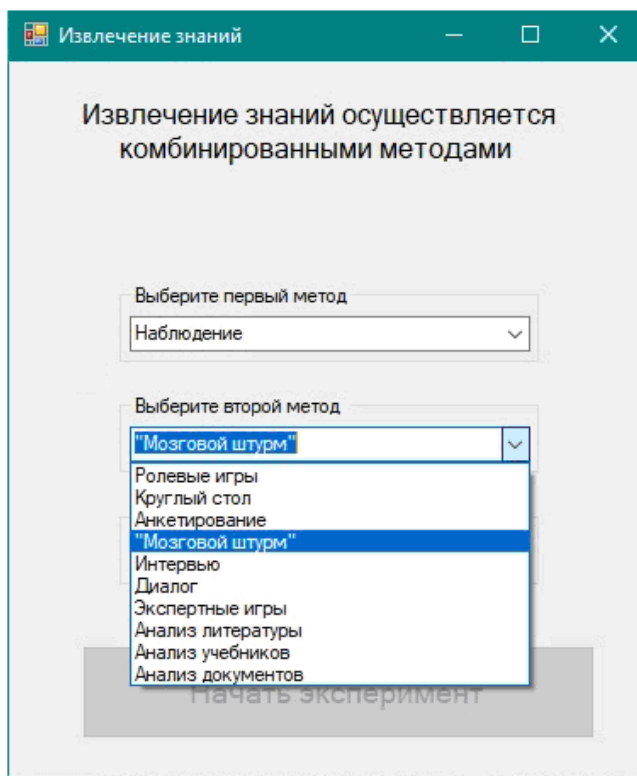 Извлечение знаний
Извлечение знаний осуществляется
комбинированными методами
Выберите первый метод
Наблюдение
Выберите второй метод
"Мозговой штурм"
Ролевые игры
Круглый стол
Анкетирование
"Мозговой штурм"
Интервью
Диалог
Экспертные игры
Анализ литературы
Анализ учебников
Анализ документов
Начать эксперимент